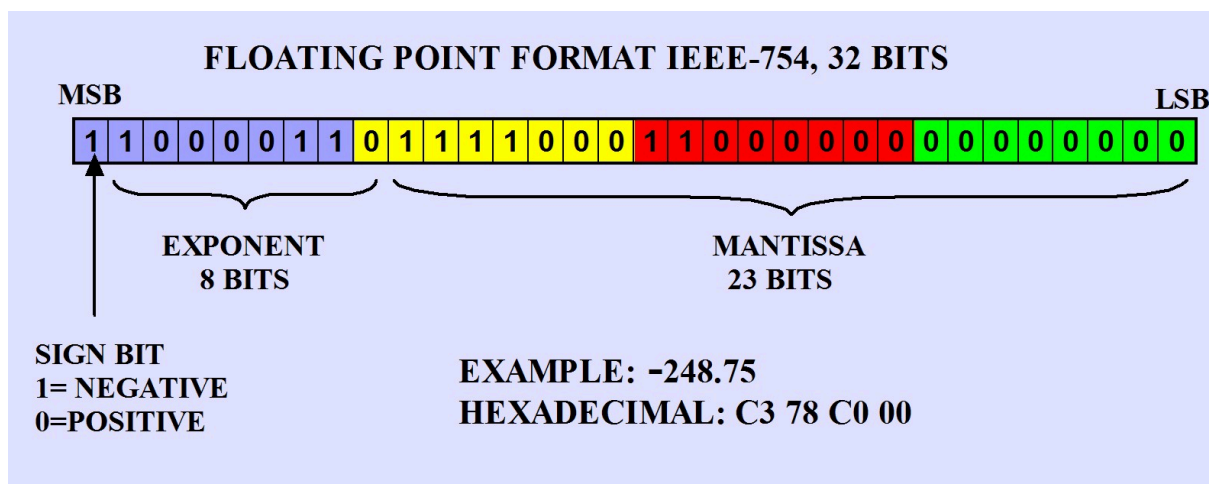 FLOATING POINT FORMAT IEEE-754, 32 BITS
MSB
LSB
1 1 0 0 0 0 1 1 0 1 1 1 1 0 0 0 1 1 0 0 0 0 0 0 0 0 0 0 0 0 0 0
EXPONENT
8 BITS
MANTISSA
23 BITS
SIGN BIT
1= NEGATIVE
0=POSITIVE
EXAMPLE: -248.75
HEXADECIMAL: C3 78 C0 00